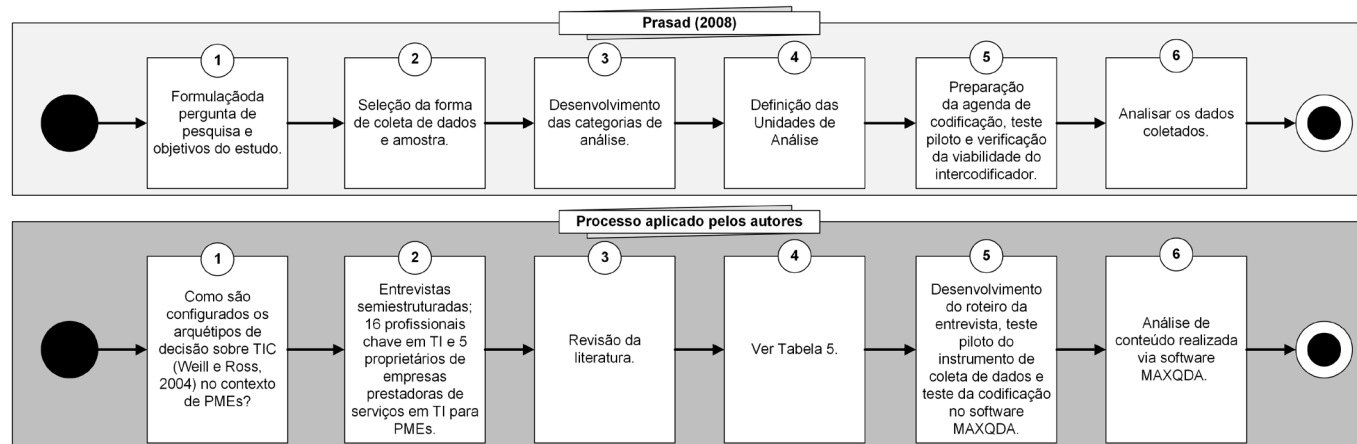 Prasad (2008)
1
Formulaçãoda
pergunta de
pesquisa e
objetivos do estudo.
2
Seleção da forma
de coleta de dados
e amostra.
3
Desenvolvimento
das categorias de
análise.
4
Definição das
Unidades de
Análise
5
Preparação
da agenda de
codificação, teste
piloto e verificação
da viabilidade do
intercodificador.
6
Analisar os dados
coletados.
Processo aplicado pelos autores
1
Como são
configurados os
arquétipos de
decisão sobre TIC
(Weill e Ross,
2004) no contexto
de PMEs?
2
Entrevistas
semiestruturadas;
16 profissionais
chave em TI e 5
proprietários de
empresas
prestadoras de
serviços em TI para
PMEs.
3
Revisão da
literatura.
4
Ver Tabela 5.
5
Desenvolvimento
do roteiro da
entrevista, teste
piloto do
instrumento de
coleta de dados e
teste da codificação
no software
MAXQDA.
6
Análise de
conteúdo realizada
via software
MAXQDA.